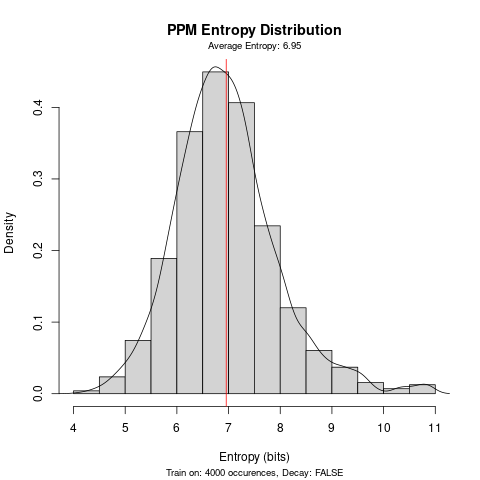 PPM Entropy Distribution
Average Entropy: 6.95
Density
0.4
0.3
0.2
0.1
0.0
4 5 6 7 8 9 10 11
Entropy (bits)
Train on: 4000 occurences, Decay: FALSE